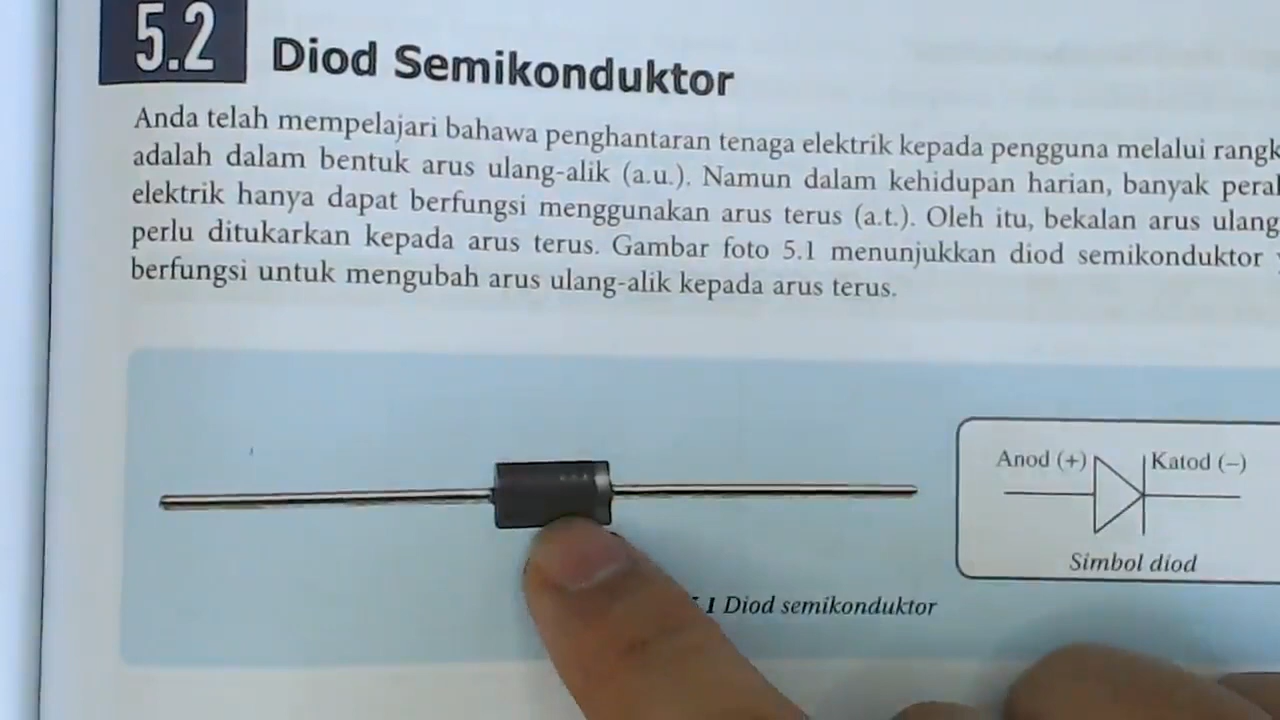 5.2 Diod Semikonduktor
Anda telah mempelajari bahawa penghantaran tenaga elektrik kepada pengguna melalui
adalah dalam bentuk arus ulang-alik (a.u.). Namun dalam kehidupan harian, banyak
elektrik hanya dapat berfungsi menggunakan arus terus (a.t.). Oleh itu, bekalan arus
perlu ditukarkan kepada arus terus. Gambar foto 5.1 menunjukkan diod semikonduktor
berfungsi untuk mengubah arus ulang-alik kepada arus terus.
Anod (+) Katod (–)
Simbol diod
.1 Diod semikonduktor